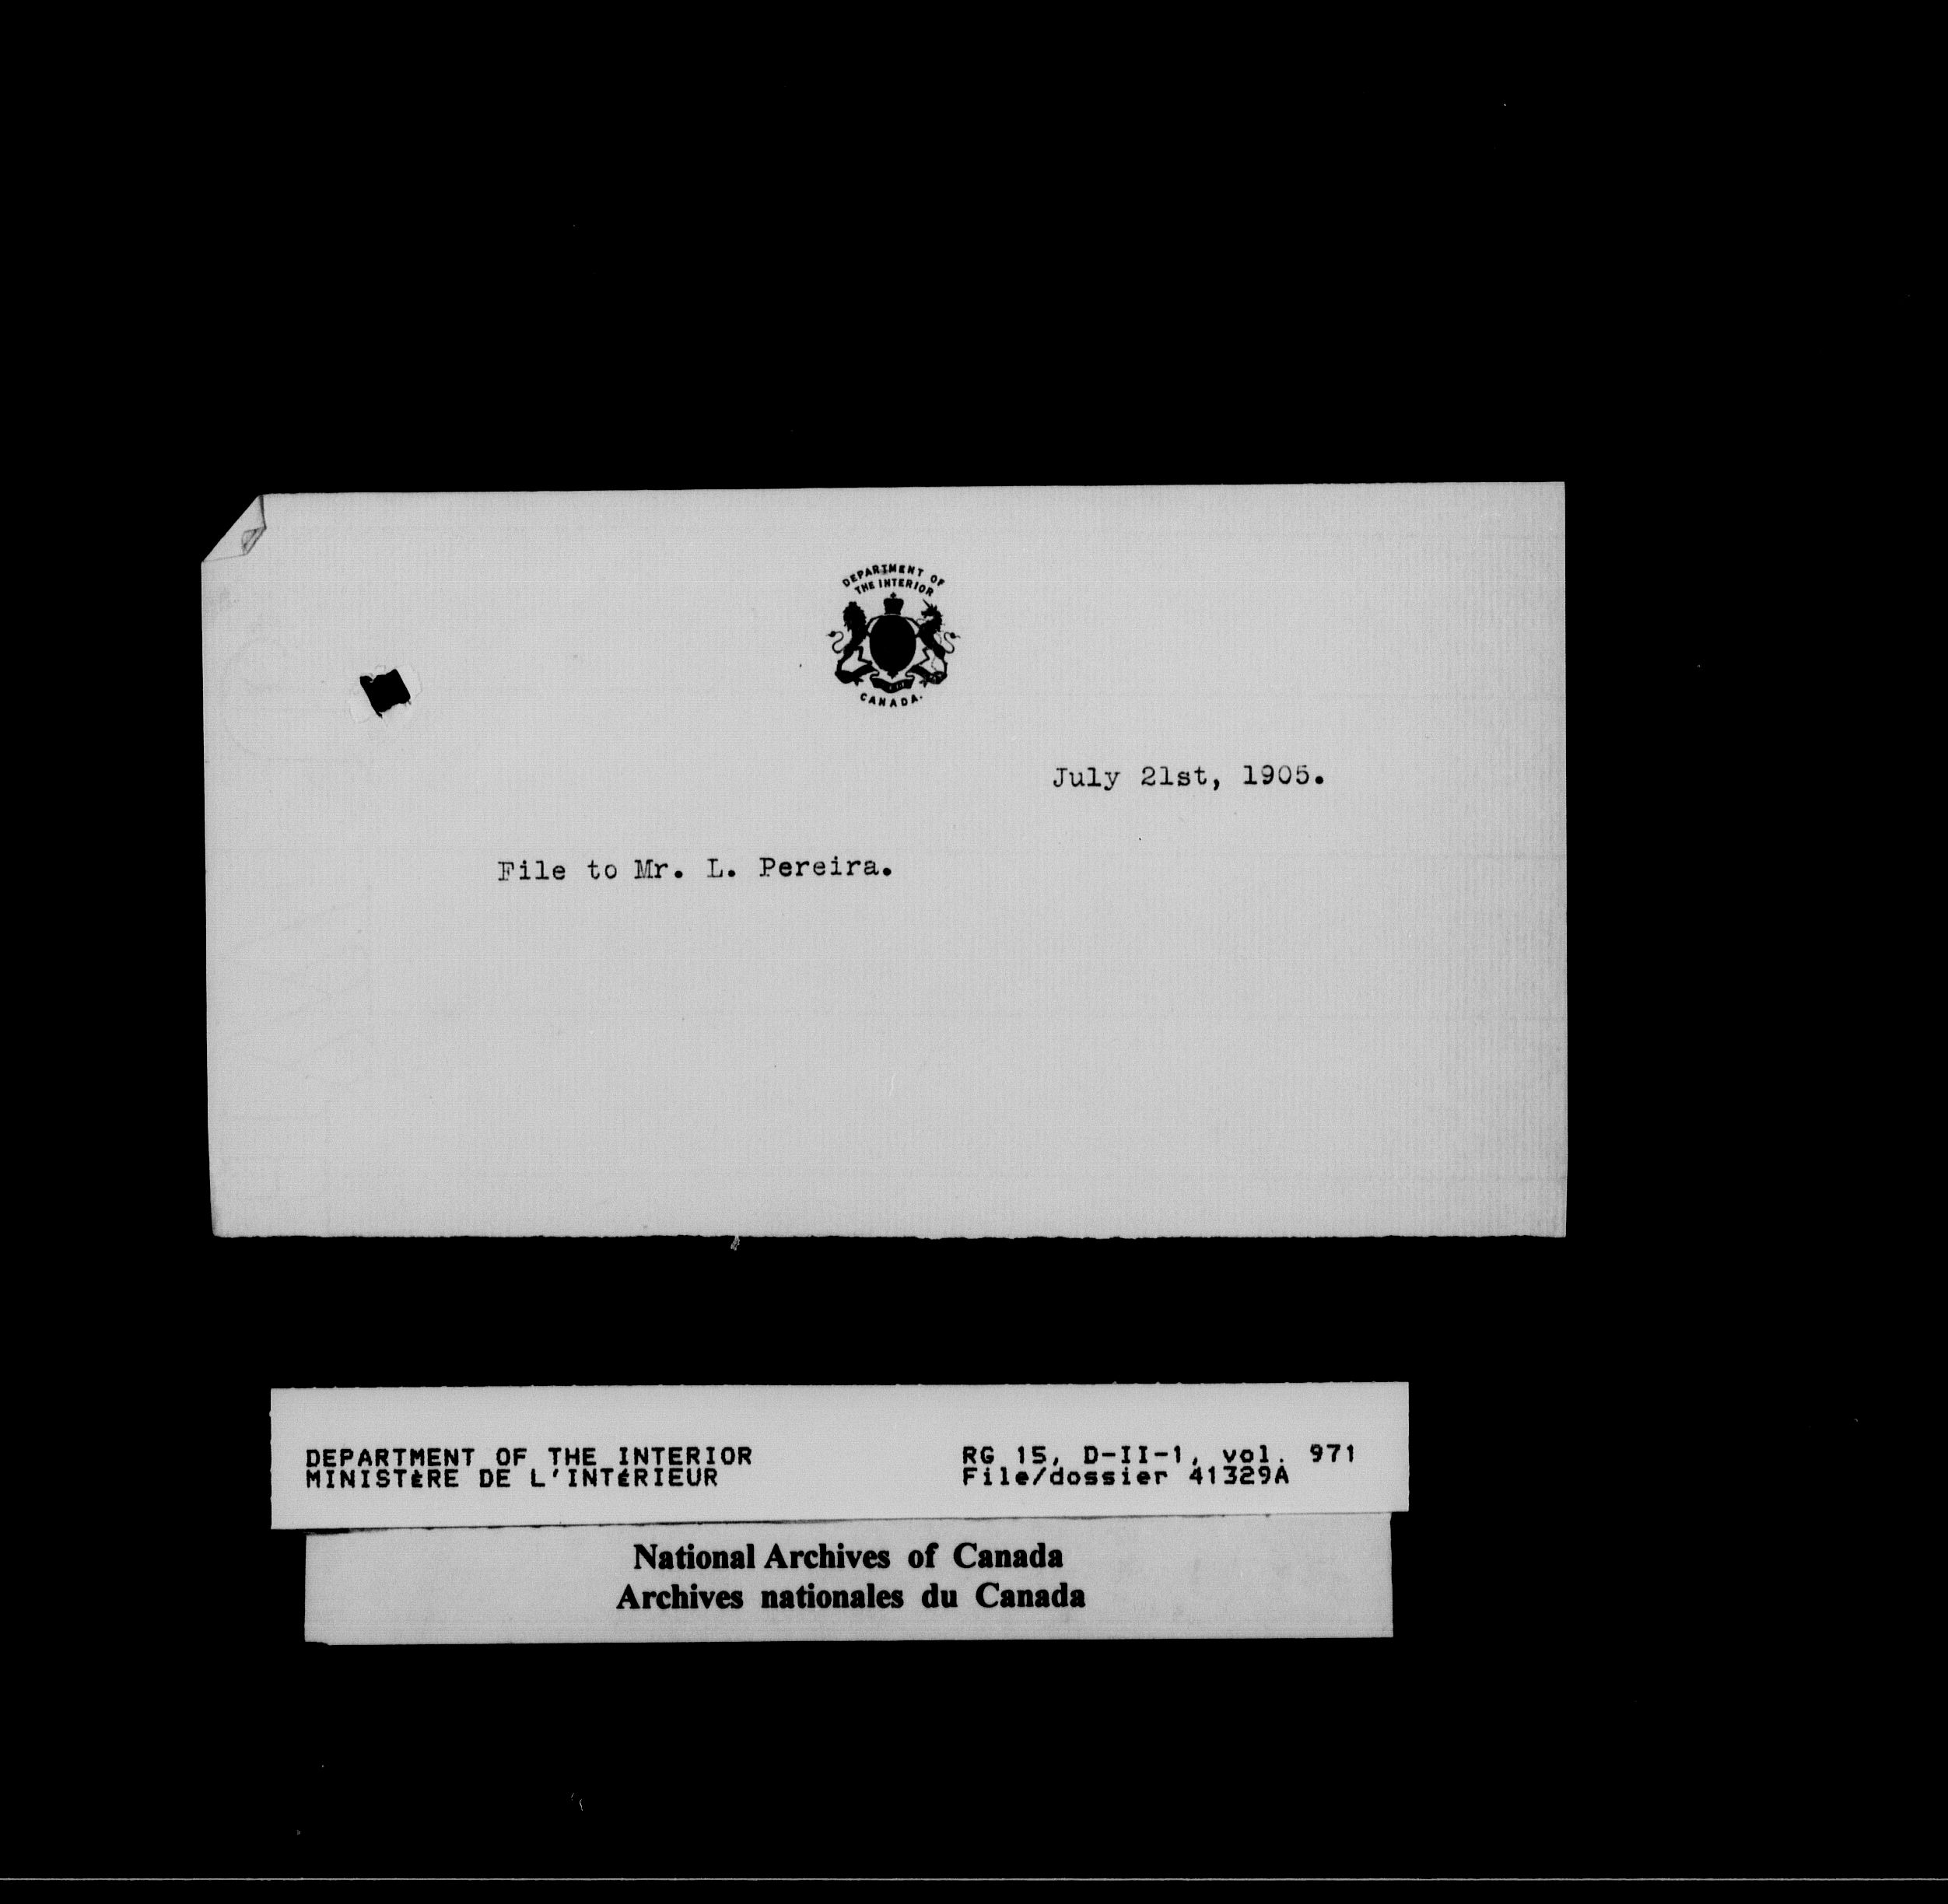 DEPARTMENT OF
THE INTERIOR
CANADA.
July 21st, 1905.
File to Mr. L. Pereira.
DEPARTMENT OF THE INTERIOR
MINISTÈRE DE L'INTÉRIEUR
RG 15, D-II-1, vol. 971
File/dossier 41329A
National Archives of Canada
Archives nationales du Canada